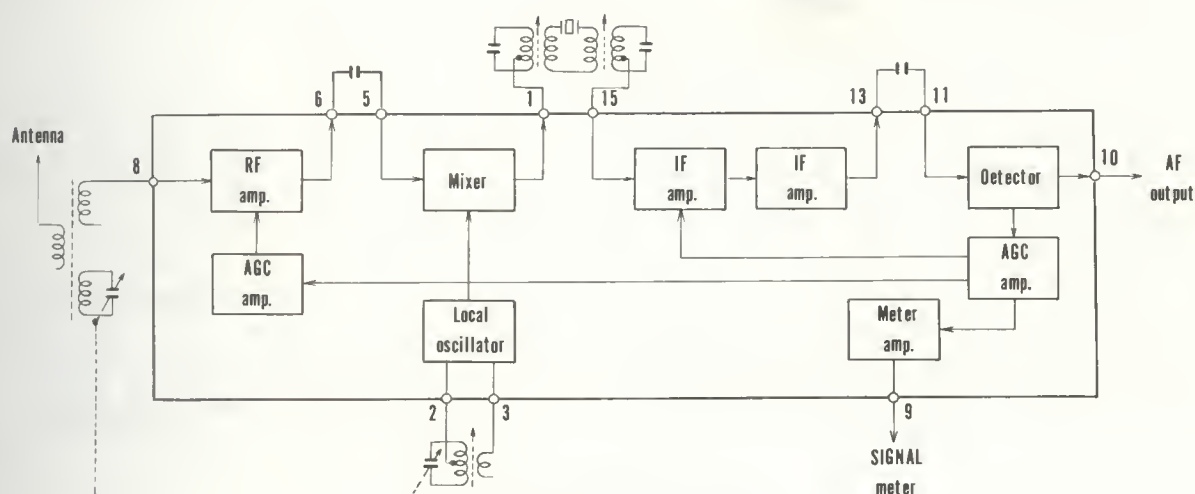 6
5
1
15
13
11
Antenna
8
RF
amp.
Mixer
IF
amp.
IF
amp.
Detector
10
AF
output
AGC
amp.
AGC
amp.
Local
oscillator
Meter
amp.
2
3
9
SIGNAL
meter